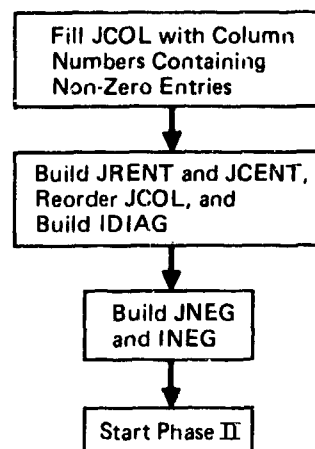 Fill JCOL with Column
Numbers Containing
Non-Zero Entries
Build JRENT and JCENT,
Reorder JCOL, and
Build IDIAG
Build JNEG
and INEG
Start Phase II